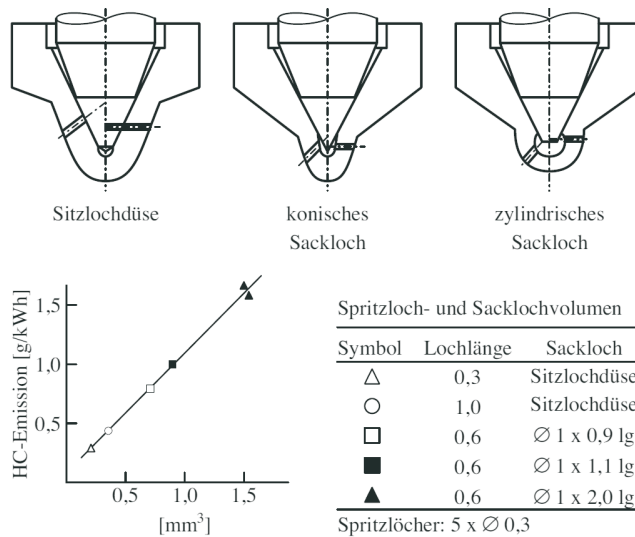 Sitzlochdüse
konisches
Sackloch
zylindrisches
Sackloch
HC-Emission [g/kWh]
1,5
1,0
0,5
0,5
1,0
1,5
[mm³]
Spritzloch- und Sacklochvolumen
Symbol Lochlänge Sackloch
△ 0,3 Sitzlochdüse
○ 1,0 Sitzlochdüse
□ 0,6 ∅ 1 x 0,9 lg
■ 0,6 ∅ 1 x 1,1 lg
▲ 0,6 ∅ 1 x 2,0 lg
Spritzlöcher: 5 x ∅ 0,3